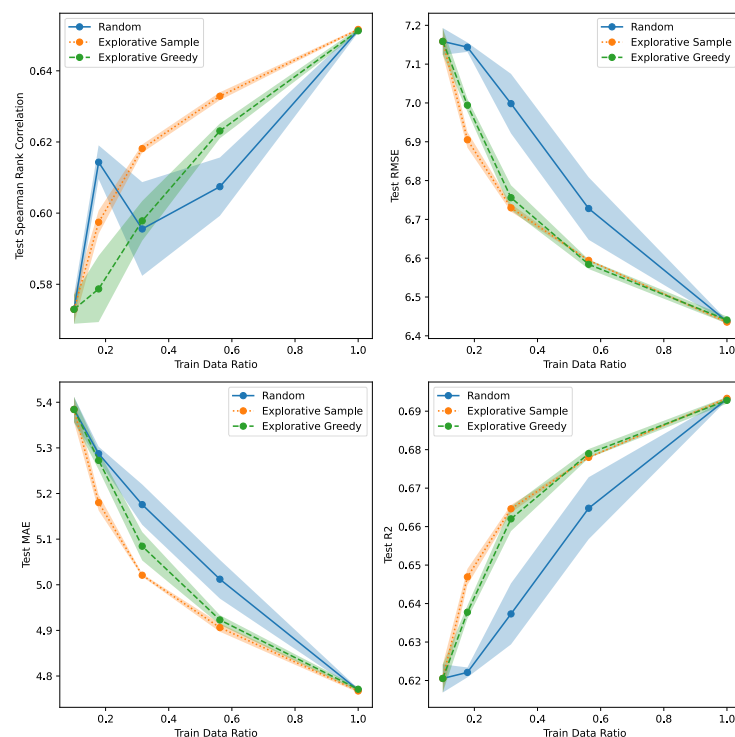 Random
Explorative Sample
Explorative Greedy
0.64
0.62
0.60
0.58
Test Spearman Rank Correlation
0.2
0.4
0.6
0.8
1.0
Train Data Ratio
Random
Explorative Sample
Explorative Greedy
7.2
7.1
7.0
6.9
6.8
6.7
6.6
6.5
6.4
Test RMSE
0.2
0.4
0.6
0.8
1.0
Train Data Ratio
Random
Explorative Sample
Explorative Greedy
5.4
5.3
5.2
5.1
5.0
4.9
4.8
Test MAE
0.2
0.4
0.6
0.8
1.0
Train Data Ratio
Random
Explorative Sample
Explorative Greedy
0.69
0.68
0.67
0.66
0.65
0.64
0.63
0.62
Test R2
0.2
0.4
0.6
0.8
1.0
Train Data Ratio